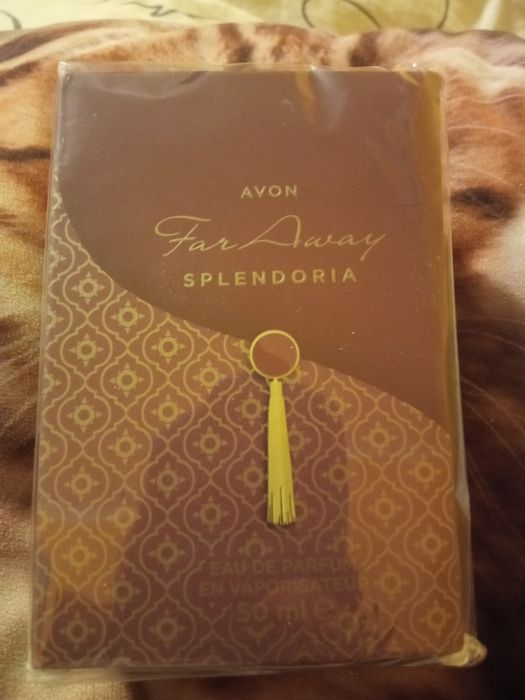 AVON
Far Away
SPLENDORIA
EAU DE PARFUM
EN VAPORISATEUR
50 ml e